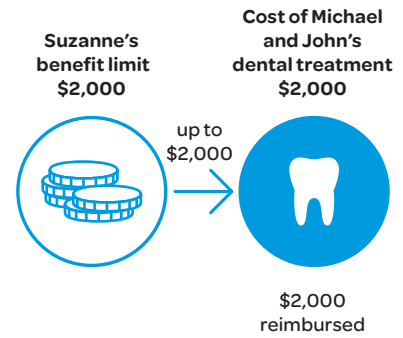 Suzanne's
benefit limit
$2,000
up to
$2,000
Cost of Michael
and John's
dental treatment
$2,000
$2,000
reimbursed